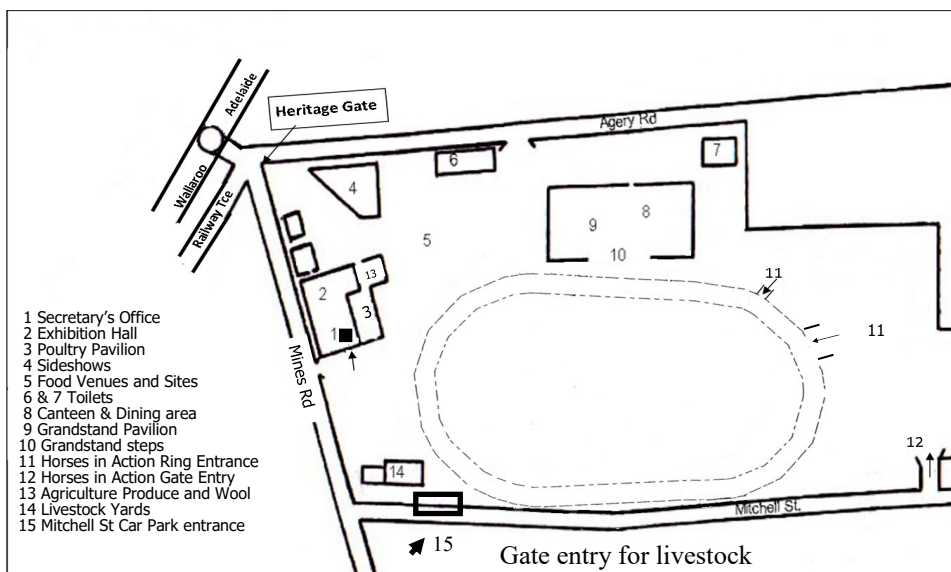 Adelaide
Heritage Gate
Agery Rd
Wallaroo
Railway Tce
6
7
4
9
8
5
10
13
2
11
3
1
11
Mines Rd
1 Secretary's Office
2 Exhibition Hall
3 Poultry Pavilion
4 Sideshows
5 Food Venues and Sites
6 & 7 Toilets
8 Canteen & Dining area
9 Grandstand Pavilion
10 Grandstand steps
11 Horses in Action Ring Entrance
12 Horses in Action Gate Entry
13 Agriculture Produce and Wool
14 Livestock Yards
15 Mitchell St Car Park entrance
12
14
Mitchell St.
15
Gate entry for livestock